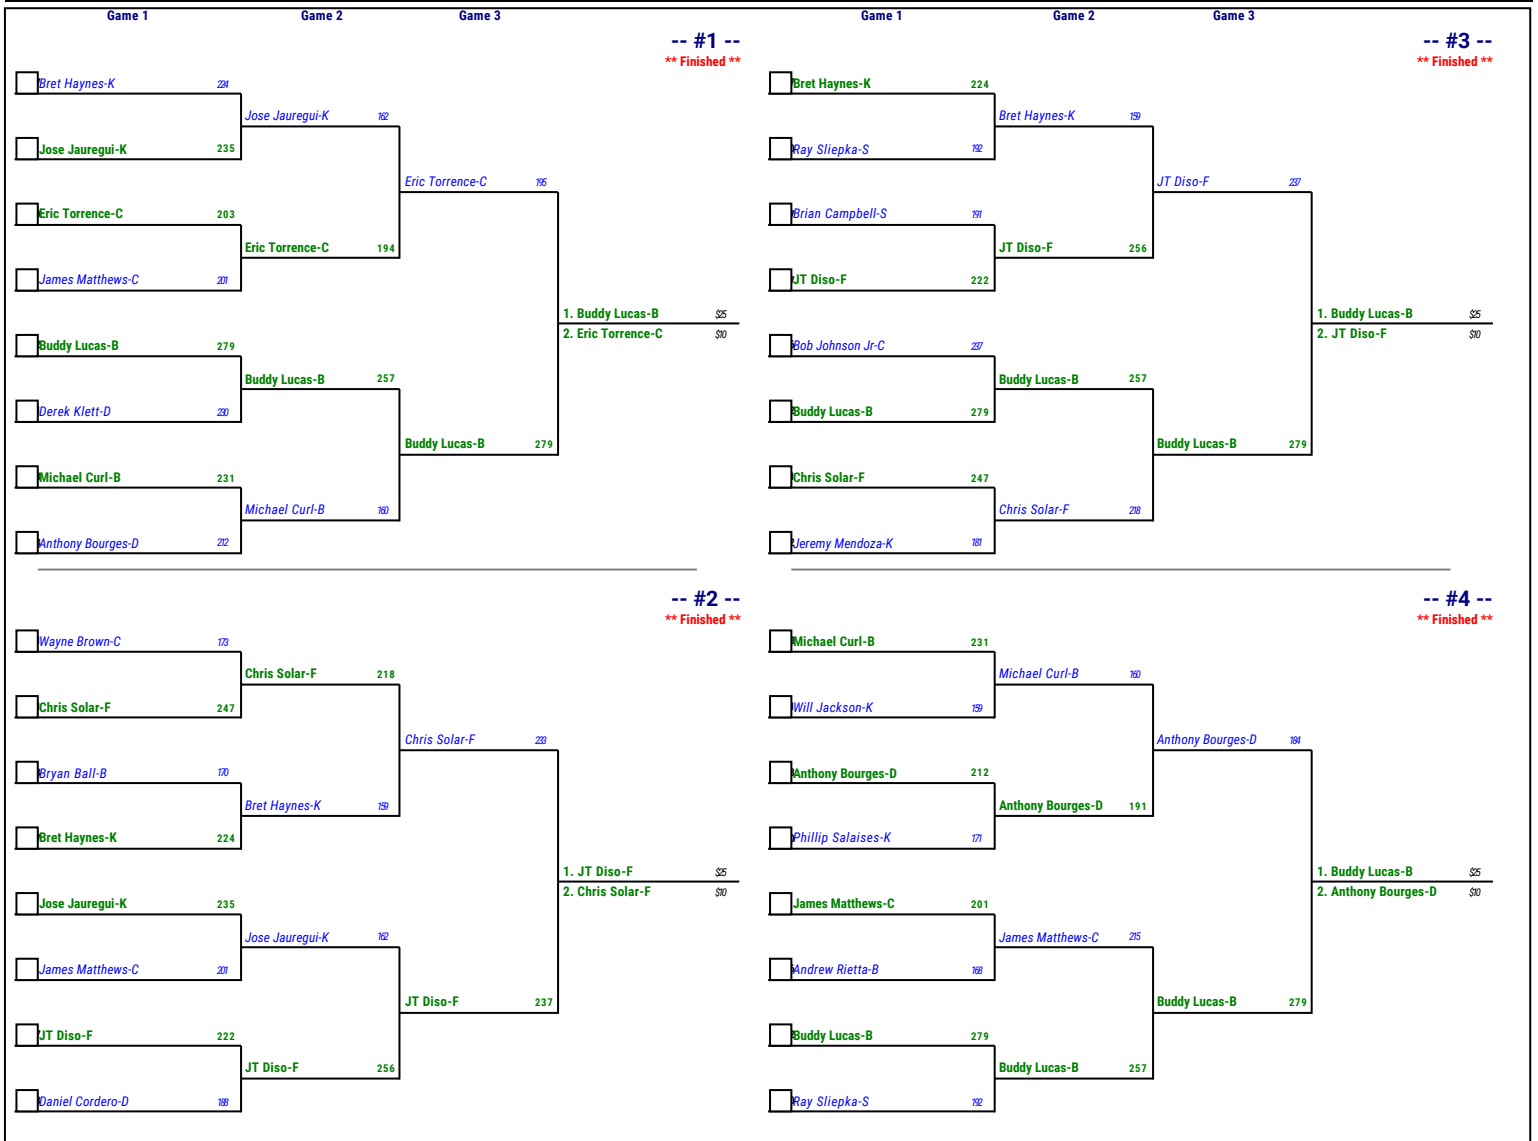 Game 1 Game 2 Game 3 Game 1 Game 2 Game 3
-- #1 --
** Finished **
Bret Haynes-K 224
Jose Jauregui-K 162
Jose Jauregui-K 235
Eric Torrence-C 195
Eric Torrence-C 203
Eric Torrence-C 194
James Matthews-C 201
1. Buddy Lucas-B $25
2. Eric Torrence-C $10
Buddy Lucas-B 279
Buddy Lucas-B 257
Derek Klett-D 230
Buddy Lucas-B 279
Michael Curl-B 231
Michael Curl-B 160
Anthony Bourges-D 212
-- #2 --
** Finished **
Wayne Brown-C 173
Chris Solar-F 218
Chris Solar-F 247
Chris Solar-F 233
Bryan Ball-B 170
Bret Haynes-K 159
Bret Haynes-K 224
1. JT Diso-F $25
2. Chris Solar-F $10
Jose Jauregui-K 235
Jose Jauregui-K 162
James Matthews-C 201
JT Diso-F 237
JT Diso-F 222
JT Diso-F 256
Daniel Cordero-D 188
-- #3 --
** Finished **
Bret Haynes-K 224
Bret Haynes-K 159
Ray Sliepka-S 192
JT Diso-F 237
Brian Campbell-S 191
JT Diso-F 256
JT Diso-F 222
1. Buddy Lucas-B $25
2. JT Diso-F $10
Bob Johnson Jr-C 237
Buddy Lucas-B 257
Buddy Lucas-B 279
Buddy Lucas-B 279
Chris Solar-F 247
Chris Solar-F 218
Jeremy Mendoza-K 181
-- #4 --
** Finished **
Michael Curl-B 231
Michael Curl-B 160
Will Jackson-K 159
Anthony Bourges-D 184
Anthony Bourges-D 212
Anthony Bourges-D 191
Phillip Salaises-K 171
1. Buddy Lucas-B $25
2. Anthony Bourges-D $10
James Matthews-C 201
James Matthews-C 215
Andrew Rietta-B 168
Buddy Lucas-B 279
Buddy Lucas-B 279
Buddy Lucas-B 257
Ray Sliepka-S 192